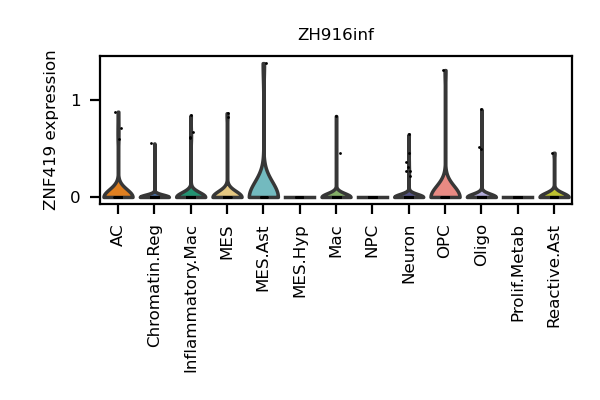 ZH916inf
ZNF419 expression
1
0
AC
Chromatin.Reg
Inflammatory.Mac
MES
MES.Ast
MES.Hyp
Mac
NPC
Neuron
OPC
Oligo
Prolif.Metab
Reactive.Ast